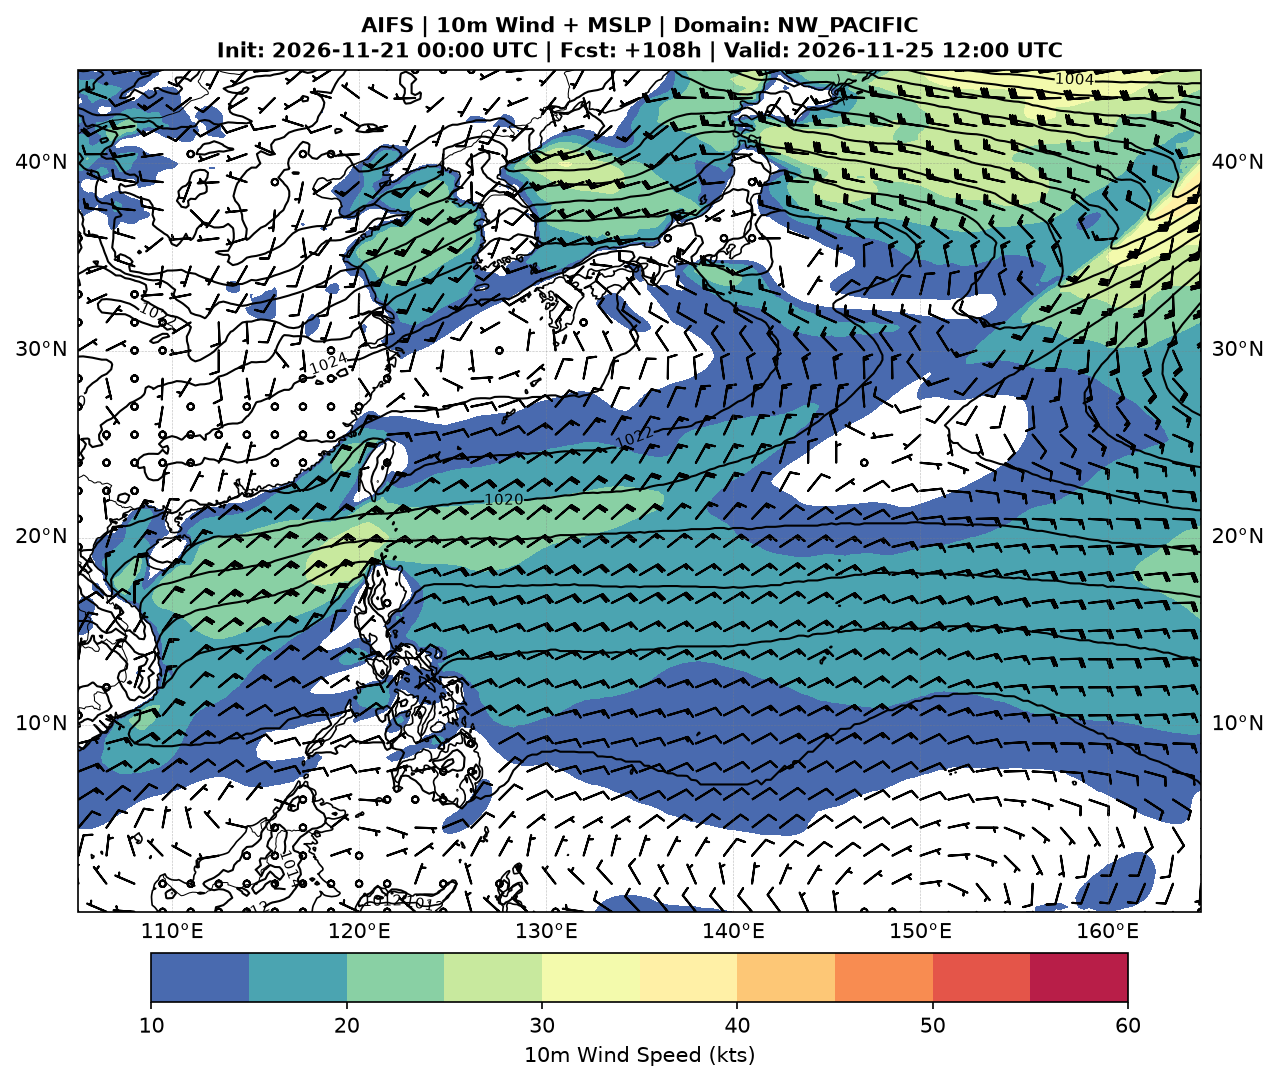 AIFS | 10m Wind + MSLP | Domain: NW_PACIFIC
Init: 2026-11-21 00:00 UTC | Fcst: +108h | Valid: 2026-11-25 12:00 UTC
1004
40°N
40°N
30°N
30°N
1024
1022
1020
20°N
20°N
10°N
10°N
1012
110°E
120°E
130°E
140°E
150°E
160°E
10
20
30
40
50
60
10m Wind Speed (kts)